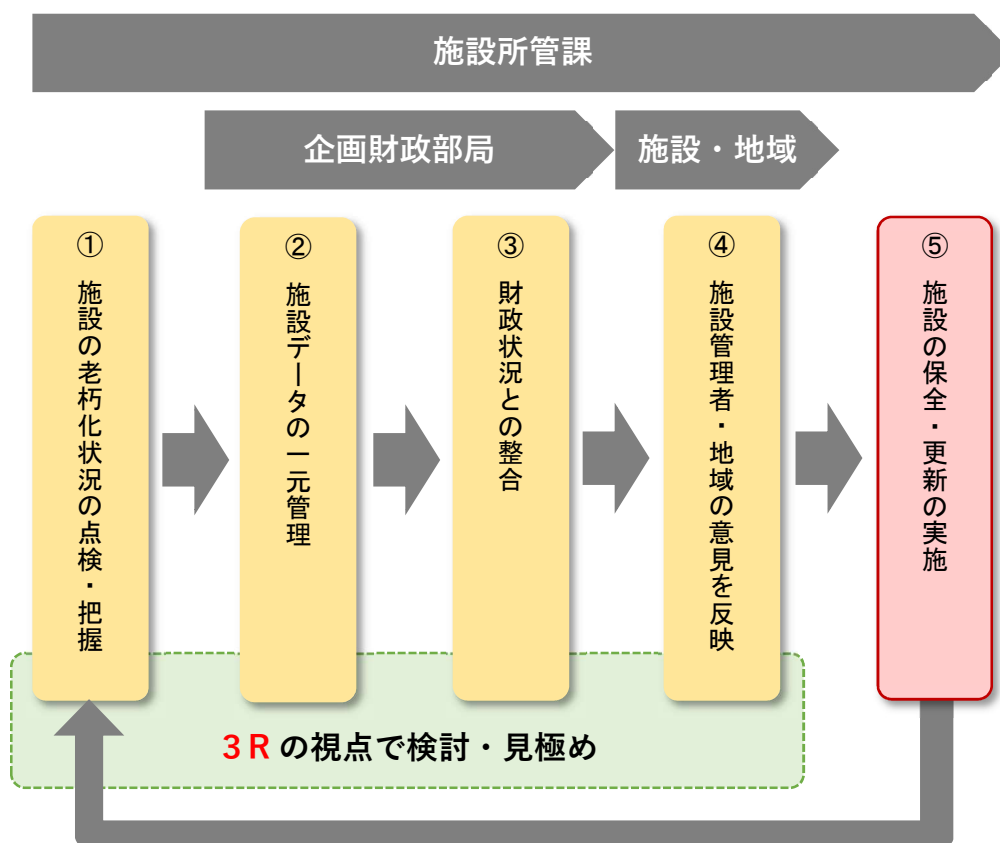 施設所管課
企画財政部局
施設・地域
①
施設の老朽化状況の点検・把握
②
施設データの一元管理
③
財政状況との整合
④
施設管理者・地域の意見を反映
⑤
施設の保全・更新の実施
３Ｒの視点で検討・見極め